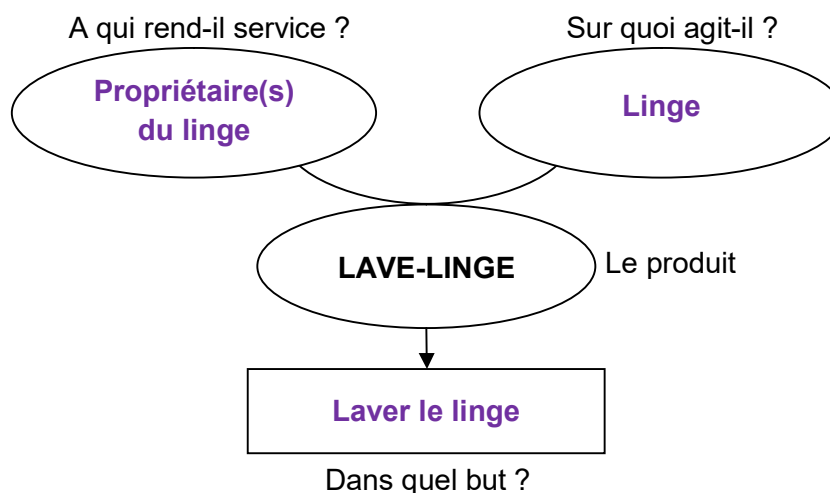 A qui rend-il service ?
Sur quoi agit-il ?
Propriétaire(s)
du linge
Linge
LAVE-LINGE
Le produit
Laver le linge
Dans quel but ?